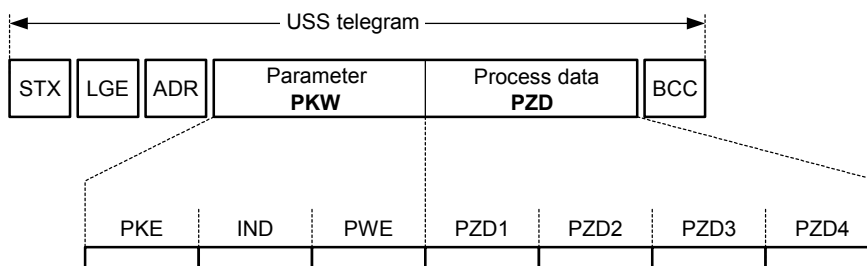 USS telegram
STX LGE ADR Parameter PKW Process data PZD BCC
PKE IND PWE PZD1 PZD2 PZD3 PZD4